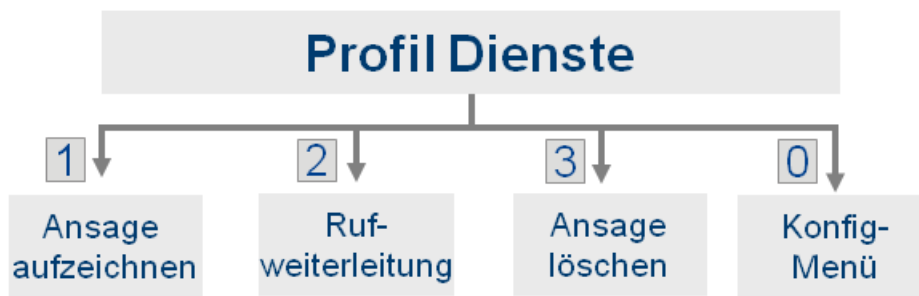 Profil Dienste
1
2
3
0
Ansage
aufzeichnen
Ruf-
weiterleitung
Ansage
löschen
Konfig-
Menü